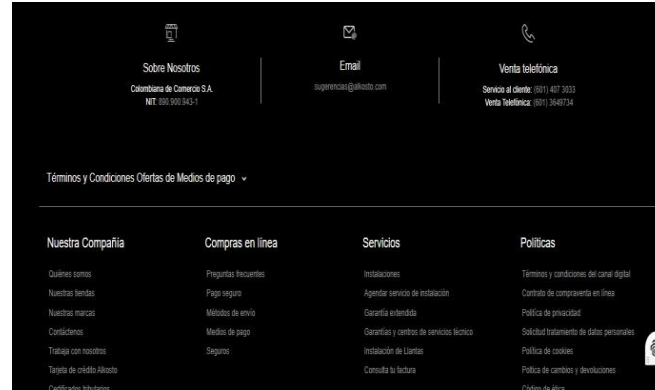 Sobre Nosotros
Colombiana de Comercio S.A.
NIT: 890.900.943-1
Email
sugerencias@alkosto.com
Venta telefónica
Servicio al cliente: (601) 407 3033
Venta Telefónica: (601) 3649734
Términos y Condiciones Ofertas de Medios de pago
Nuestra Compañía
Quiénes somos
Nuestras tiendas
Nuestras marcas
Contáctenos
Trabaja con nosotros
Tarjeta de crédito Alkosto
Certificados tributarios
Compras en línea
Preguntas frecuentes
Pago seguro
Métodos de envío
Medios de pago
Seguros
Servicios
Instalaciones
Agendar servicio de instalación
Garantía extendida
Garantías y centros de servicios técnico
Instalación de Llantas
Consulta tu factura
Políticas
Términos y condiciones del canal digital
Contrato de compraventa en línea
Política de privacidad
Solicitud tratamiento de datos personales
Política de cookies
Política de cambios y devoluciones
Código de ética